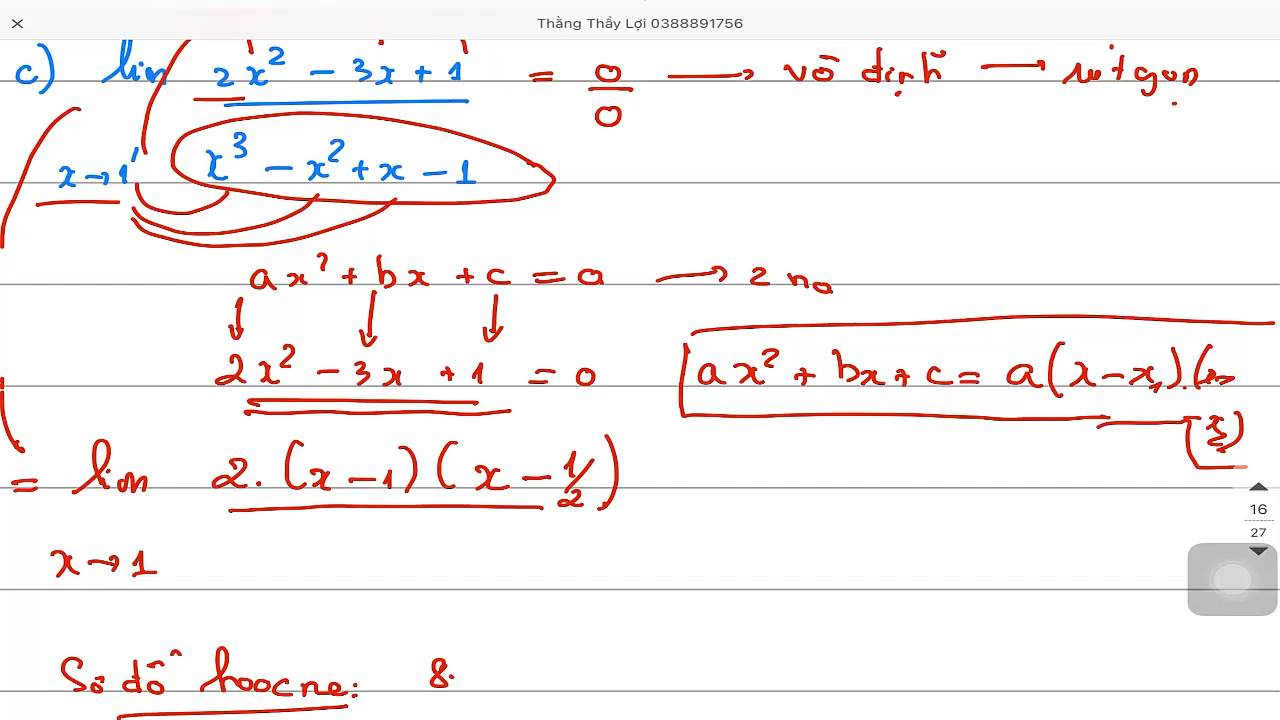 Thằng Thầy Lợi 0388891756
c) lim 2x² - 3x + 1 = 0/0 → vô định → rút gọn
x→1 x³ - x² + x - 1
ax² + bx + c = 0 → 2 n₀
2x² - 3x + 1 = 0
ax² + bx + c = a(x - x₁).(x -
x₂)
= lim 2.(x - 1)(x - 1/2)
x→1
16
27
Sơ đồ hoocne: 8.